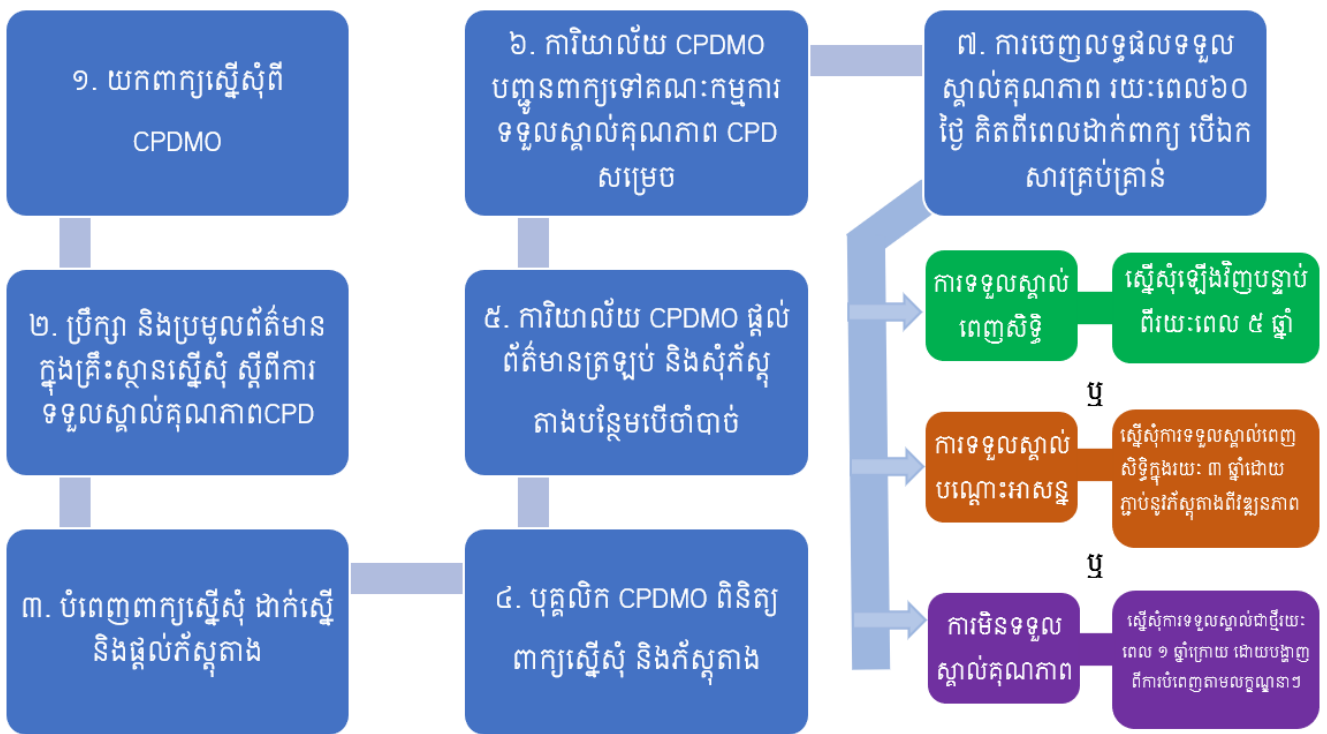 ១. យកពាក្យស្នើសុំពី
CPDMO
២. ប្រឹក្សា និងប្រមូលព័ត៌មាន
ក្នុងគ្រឹះស្ថានស្នើសុំ ស្តីពីការ
ទទួលស្គាល់គុណភាពCPD
៣. បំពេញពាក្យស្នើសុំ ដាក់ស្នើ
និងផ្តល់ភ័ស្តុតាង
៤. បុគ្គលិក CPDMO ពិនិត្យ
ពាក្យស្នើសុំ និងភ័ស្តុតាង
៥. ការិយាល័យ CPDMO ផ្តល់
ព័ត៌មានត្រឡប់ និងសុំភ័ស្តុ
តាងបន្ថែមបើចាំបាច់
៦. ការិយាល័យ CPDMO
បញ្ជូនពាក្យទៅគណៈកម្មការ
ទទួលស្គាល់គុណភាព CPD
សម្រេច
៧. ការចេញលទ្ធផលទទួល
ស្គាល់គុណភាព រយៈពេល៦០
ថ្ងៃ គិតពីពេលដាក់ពាក្យ បើឯក
សារគ្រប់គ្រាន់
ការទទួលស្គាល់
ពេញសិទ្ធិ
ស្នើសុំឡើងវិញបន្ទាប់
ពីរយៈពេល ៥ ឆ្នាំ
ឬ
ការទទួលស្គាល់
បណ្តោះអាសន្ន
ស្នើសុំការទទួលស្គាល់ពេញ
សិទ្ធិក្នុងរយៈ ៣ ឆ្នាំដោយ
ភ្ជាប់នូវភ័ស្តុតាងពីវឌ្ឍនភាព
ឬ
ការមិនទទួល
ស្គាល់គុណភាព
ស្នើសុំការទទួលស្គាល់ជាថ្មីរយៈ
ពេល ១ ឆ្នាំក្រោយ ដោយបង្ហាញ
ពីការបំពេញតាមលក្ខណ្ឌនានា